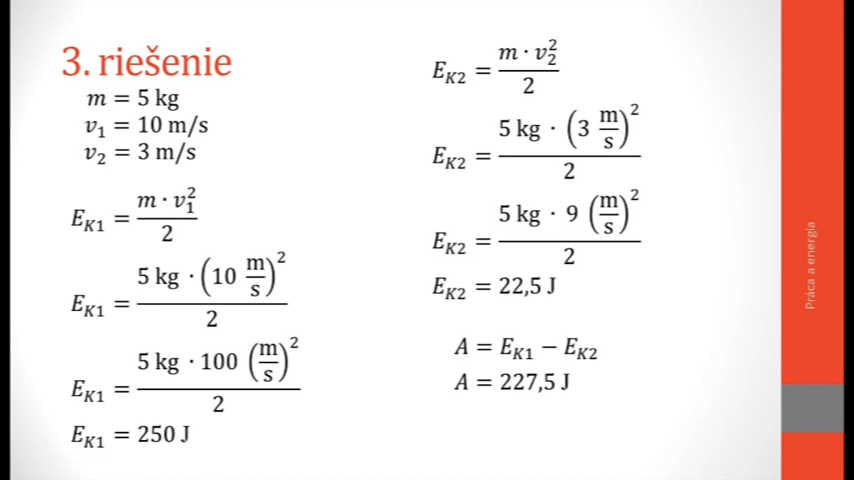 3. riešenie
m = 5 kg
v₁ = 10 m/s
v₂ = 3 m/s
E_K1 = (m · v₁²) / 2
E_K1 = (5 kg · (10 m/s)²) / 2
E_K1 = (5 kg · 100 (m/s)²) / 2
E_K1 = 250 J
E_K2 = (m · v₂²) / 2
E_K2 = (5 kg · (3 m/s)²) / 2
E_K2 = (5 kg · 9 (m/s)²) / 2
E_K2 = 22,5 J
A = E_K1 − E_K2
A = 227,5 J
Práca a energia